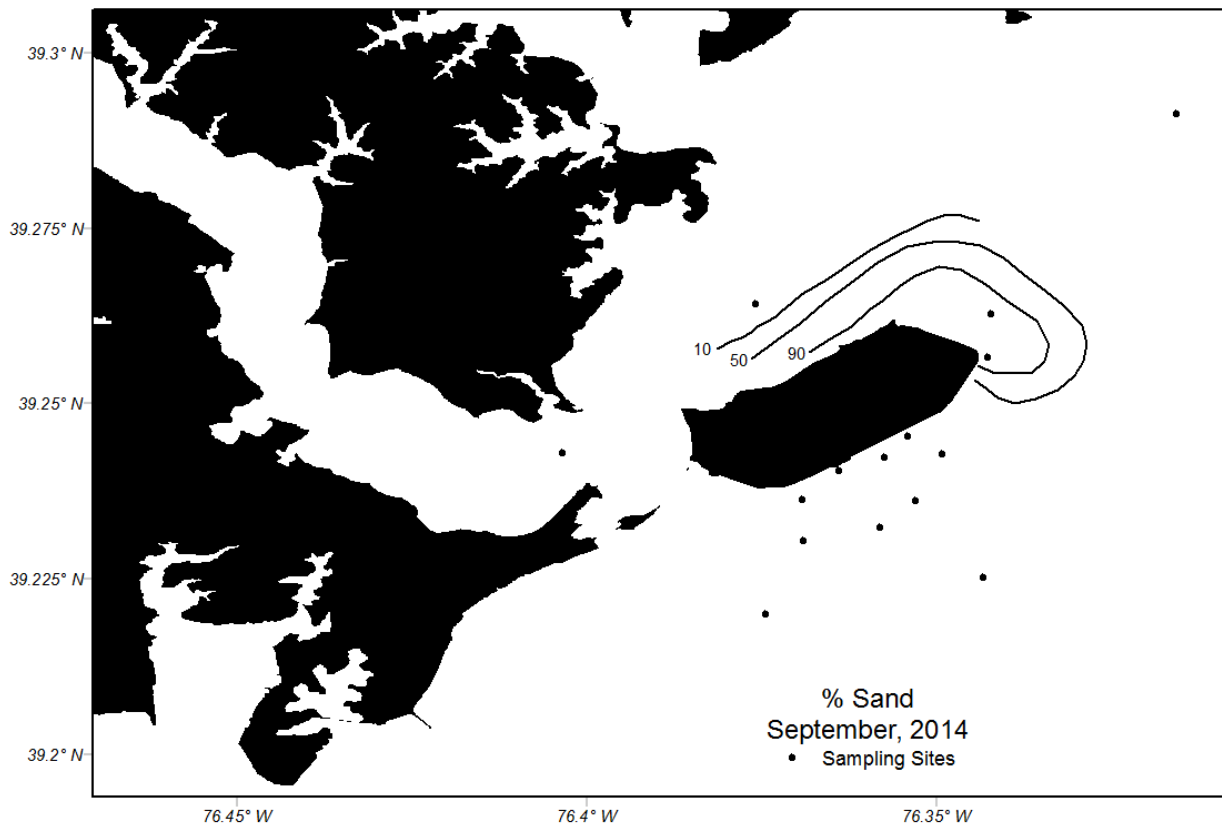 39.3° N
39.275° N
10
50
90
39.25° N
39.225° N
% Sand
September, 2014
Sampling Sites
39.2° N
76.45° W
76.4° W
76.35° W